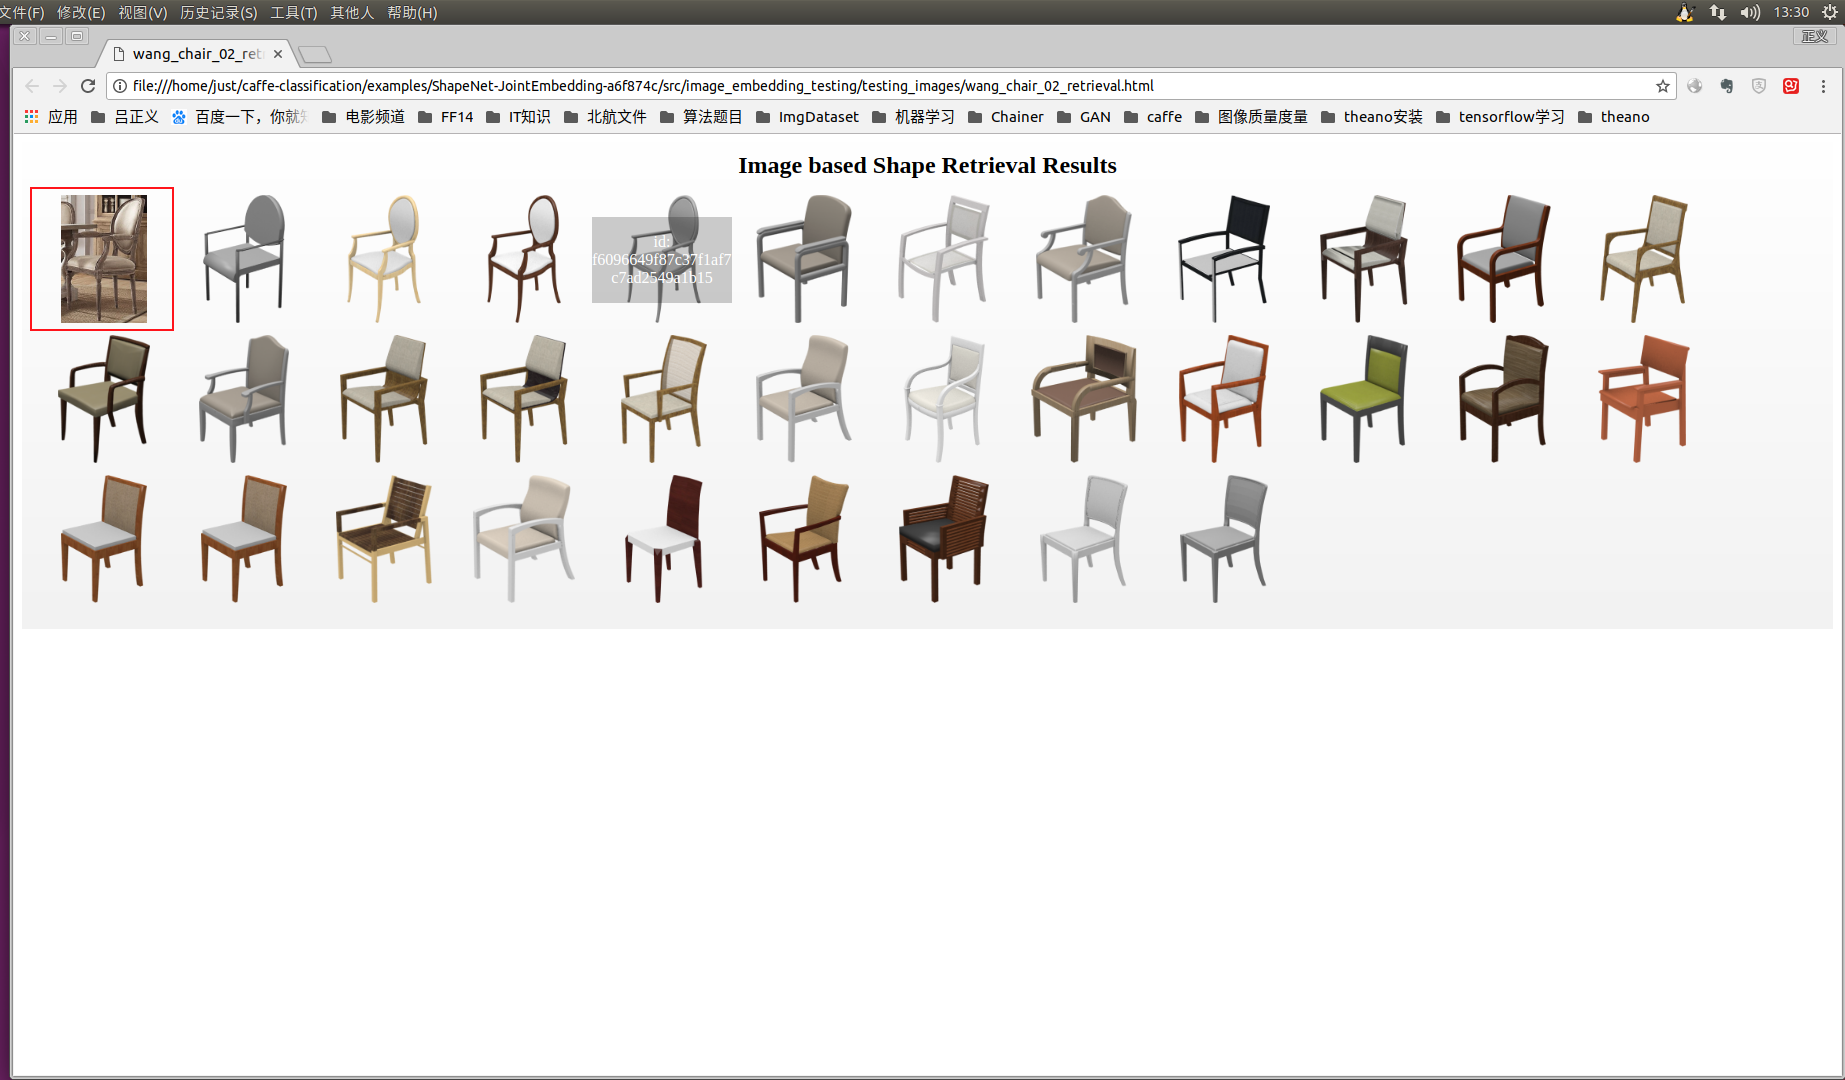 文件(F) 修改(E) 视图(V) 历史记录(S) 工具(T) 其他人 帮助(H) 13:30
正义
wang_chair_02_ret
file:///home/just/caffe-classification/examples/ShapeNet-JointEmbedding-a6f874c/src/image_embedding_testing/testing_images/wang_chair_02_retrieval.html
应用 吕正义 百度一下，你就知 电影频道 FF14 IT知识 北航文件 算法题目 ImgDataset 机器学习 Chainer GAN caffe 图像质量度量 theano安装 tensorflow学习 theano
Image based Shape Retrieval Results
id:
f6096649f87c37f1af7
c7ad2549a1b15